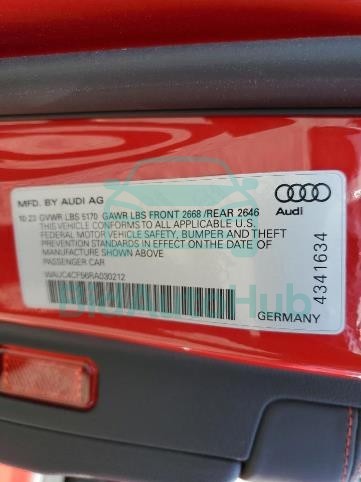 MFD. BY AUDI AG
Audi
10.23 GVWR LBS 5170 GAWR LBS FRONT 2668 /REAR 2646
THIS VEHICLE CONFORMS TO ALL APPLICABLE U.S.
FEDERAL MOTOR VEHICLE SAFETY, BUMPER AND THEFT
PREVENTION STANDARDS IN EFFECT ON THE DATE OF
MANUFACTURE SHOWN ABOVE
PASSENGER CAR
WAUC4CF56RA030212
4341634
GERMANY